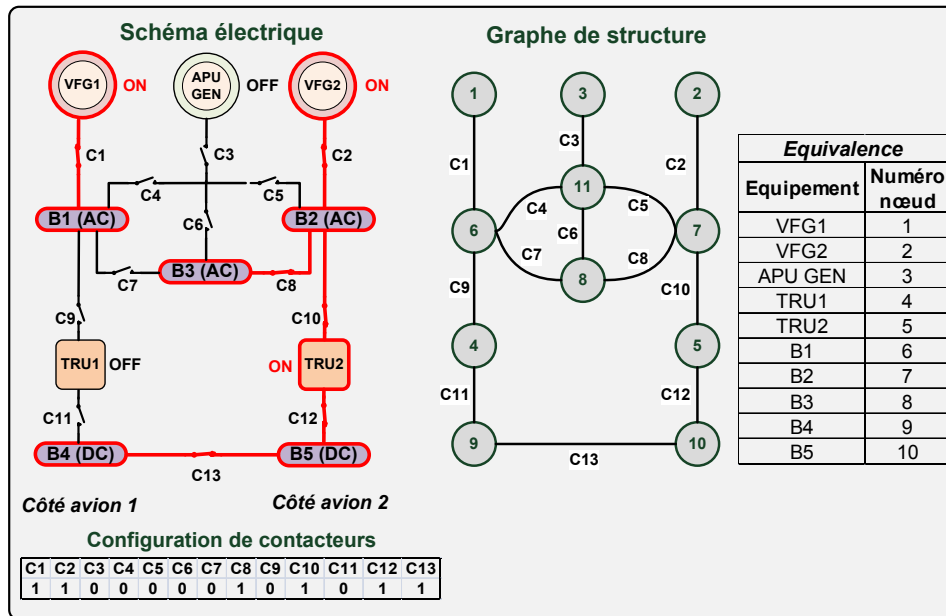 Schéma électrique
VFG1
ON
APU
GEN
OFF
VFG2
ON
C1
C3
C2
C4
C5
B1 (AC)
C6
B2 (AC)
B3 (AC)
C7
C8
C9
C10
TRU1
OFF
ON
TRU2
C11
C12
B4 (DC)
B5 (DC)
C13
Côté avion 1
Côté avion 2
Graphe de structure
1
3
2
C1
C3
C2
11
C4
C5
6
C6
7
C7
C8
8
C9
C10
4
5
C11
C12
9
10
C13
Equivalence
Equipement Numéro
nœud
VFG1 1
VFG2 2
APU GEN 3
TRU1 4
TRU2 5
B1 6
B2 7
B3 8
B4 9
B5 10
Configuration de contacteurs
C1 C2 C3 C4 C5 C6 C7 C8 C9 C10 C11 C12 C13
1 1 0 0 0 0 0 1 0 1 0 1 1